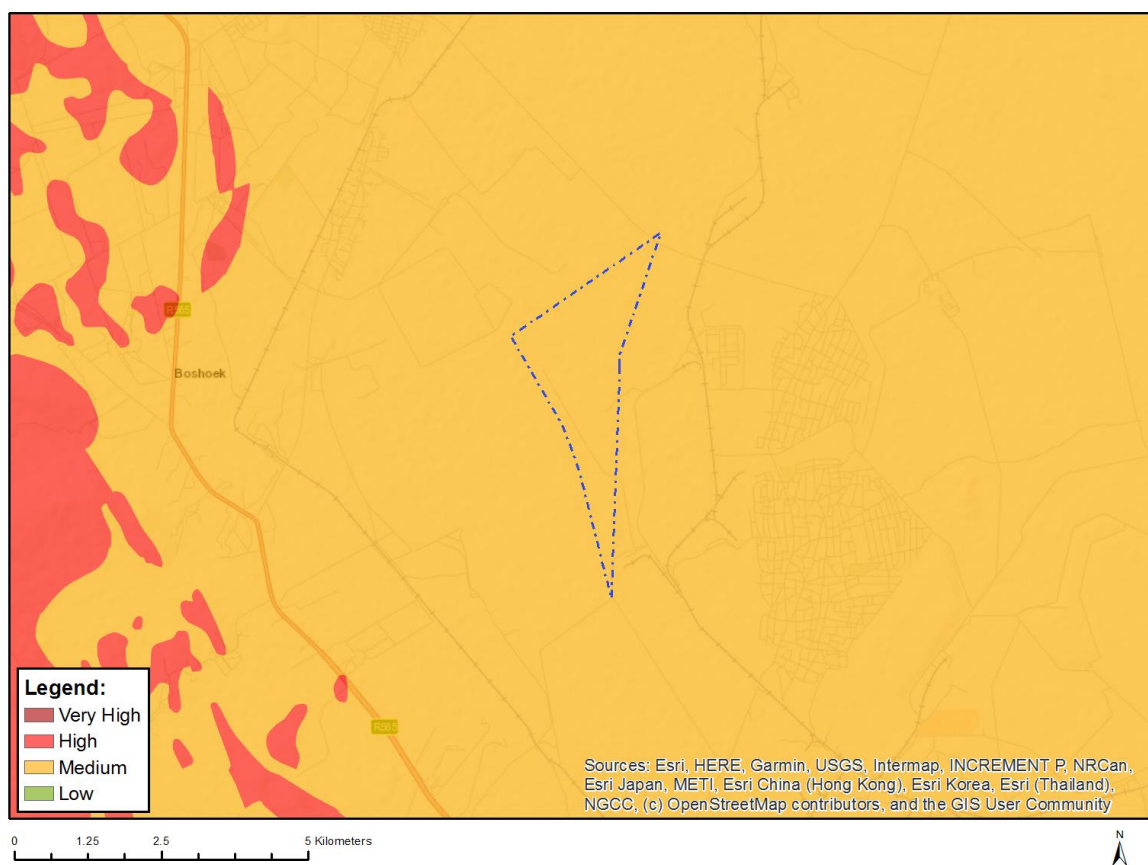 R565
Boshoek
R565
Legend:
Very High
High
Medium
Low
Sources: Esri, HERE, Garmin, USGS, Intermap, INCREMENT P, NRCan,
Esri Japan, METI, Esri China (Hong Kong), Esri Korea, Esri (Thailand),
NGCC, (c) OpenStreetMap contributors, and the GIS User Community
0 1.25 2.5 5 Kilometers
N